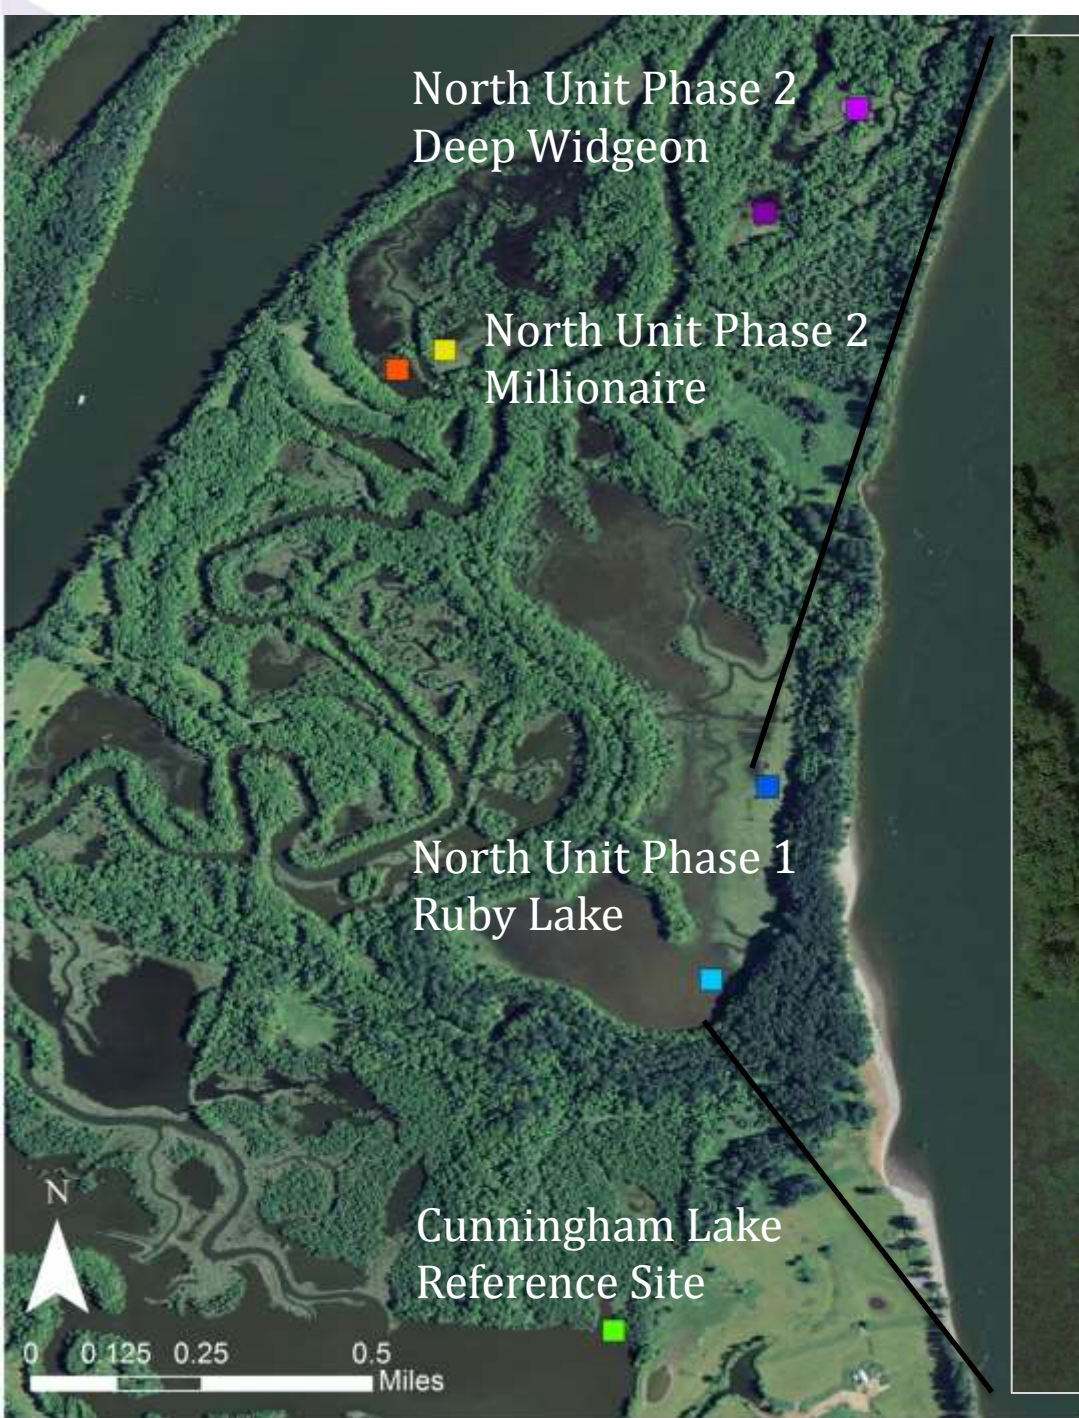 North Unit Phase 2
Deep Widgeon
North Unit Phase 2
Millionaire
North Unit Phase 1
Ruby Lake
Cunningham Lake
Reference Site
N
0 0.125 0.25 0.5
Miles